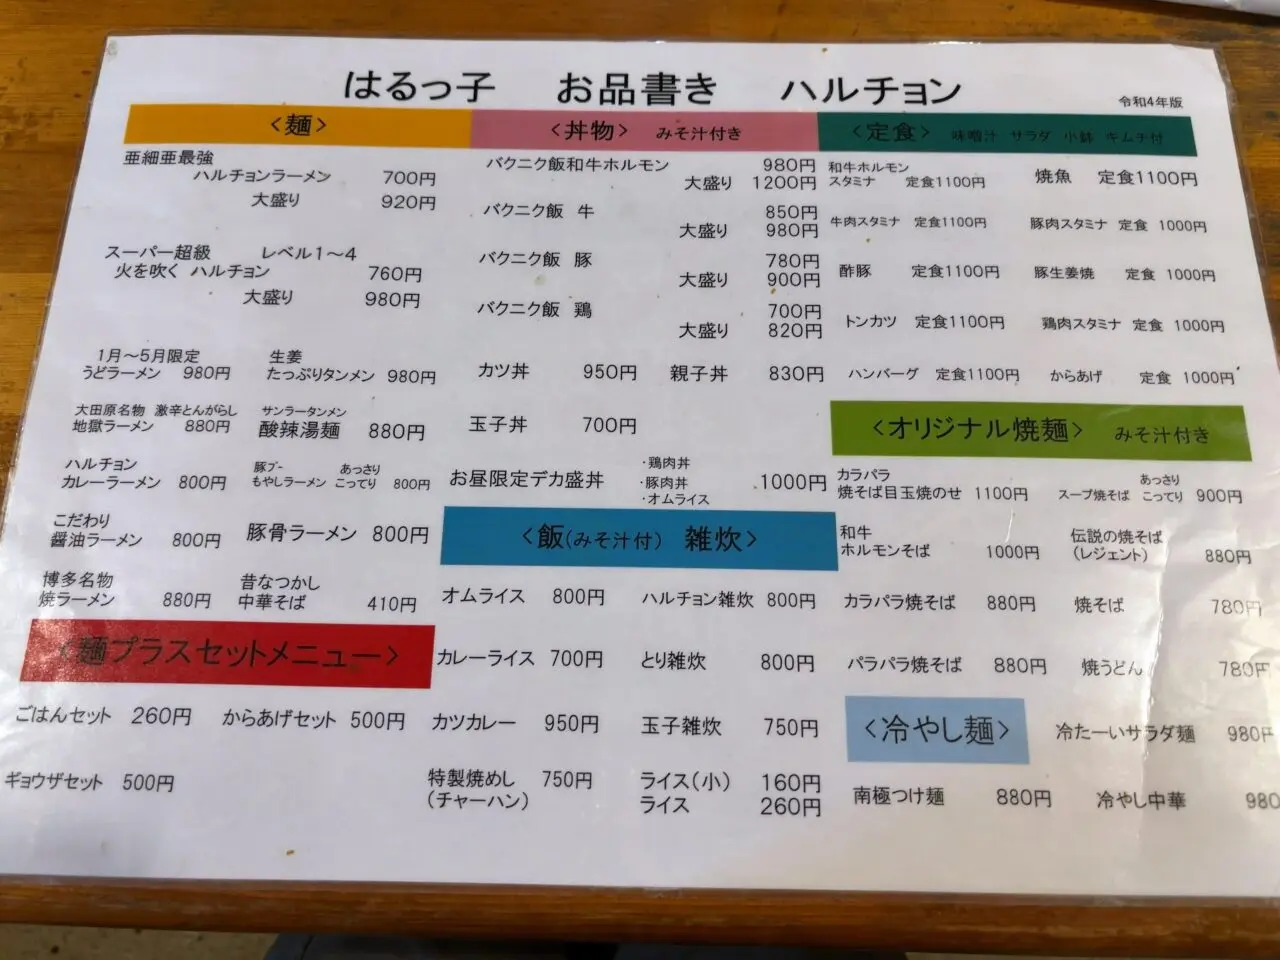 はるっ子 お品書き ハルチョン
令和4年版
〈麺〉
亜細亜最強
ハルチョンラーメン 700円
大盛り 920円
スーパー超級 レベル1～4
火を吹く ハルチョン 760円
大盛り 980円
1月～5月限定
うどラーメン 980円
生姜
たっぷりタンメン 980円
大田原名物 激辛とんがらし
地獄ラーメン 880円
サンラータンメン
酸辣湯麺 880円
ハルチョン
カレーラーメン 800円
豚ブー あっさり
もやしラーメン こってり 800円
こだわり
醤油ラーメン 800円
豚骨ラーメン 800円
博多名物
焼ラーメン 880円
昔なつかし
中華そば 410円
〈麺プラスセットメニュー〉
ごはんセット 260円
からあげセット 500円
ギョウザセット 500円
〈丼物〉 みそ汁付き
バクニク飯和牛ホルモン 980円
大盛り 1200円
バクニク飯 牛 850円
大盛り 980円
バクニク飯 豚 780円
大盛り 900円
バクニク飯 鶏 700円
大盛り 820円
カツ丼 950円
親子丼 830円
玉子丼 700円
お昼限定デカ盛丼 1000円
・鶏肉丼
・豚肉丼
・オムライス
〈飯(みそ汁付) 雑炊〉
オムライス 800円
ハルチョン雑炊 800円
カレーライス 700円
とり雑炊 800円
カツカレー 950円
玉子雑炊 750円
特製焼めし 750円
(チャーハン)
ライス(小) 160円
ライス 260円
〈定食〉 味噌汁 サラダ 小鉢 キムチ付
和牛ホルモン
スタミナ 定食1100円
焼魚 定食1100円
牛肉スタミナ 定食1100円
豚肉スタミナ 定食 1000円
酢豚 定食1100円
豚生姜焼 定食 1000円
トンカツ 定食1100円
鶏肉スタミナ 定食 1000円
ハンバーグ 定食1100円
からあげ 定食 1000円
〈オリジナル焼麺〉 みそ汁付き
カラパラ
焼そば目玉焼のせ 1100円
あっさり
スープ焼そば こってり 900円
和牛
ホルモンそば 1000円
伝説の焼そば
(レジェント) 880円
カラパラ焼そば 880円
焼そば 780円
パラパラ焼そば 880円
焼うどん 780円
〈冷やし麺〉
冷たーいサラダ麺 980円
南極つけ麺 880円
冷やし中華 980